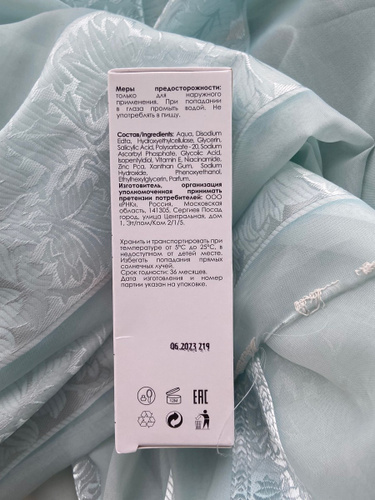 Меры предосторожности:
только для наружного
применения. При попадании
в глаза промыть водой. Не
употреблять в пищу.
Состав/Ingredients: Aqua, Disodium
Edta, Hydroxyethylcellulose, Glycerin,
Salicylic Acid, Polysorbate - 20, Sodium
Ascorbyl Phosphate, Glycolic Acid,
Isopentyldiol, Vitamin E, Niacinamide,
Zinc Pca, Xanthan Gum, Sodium
Hydroxide, Phenoxyethanol,
Ethylhexylglycerin, Parfum.
Изготовитель, организация
уполномоченная принимать
претензии потребителей: ООО
«РНК», Россия, Московская
область, 141305, Сергиев Посад
город, улица Центральная, дом
1, Эт/пом/Ком 2/1/5.
Хранить и транспортировать при
температуре от 5°С до 25°С, в
недоступном от детей месте.
Избегать попадания прямых
солнечных лучей.
Срок годности: 36 месяцев.
Дата изготовления и номер
партии указан на упаковке.
06 2023 219
12M
EAC